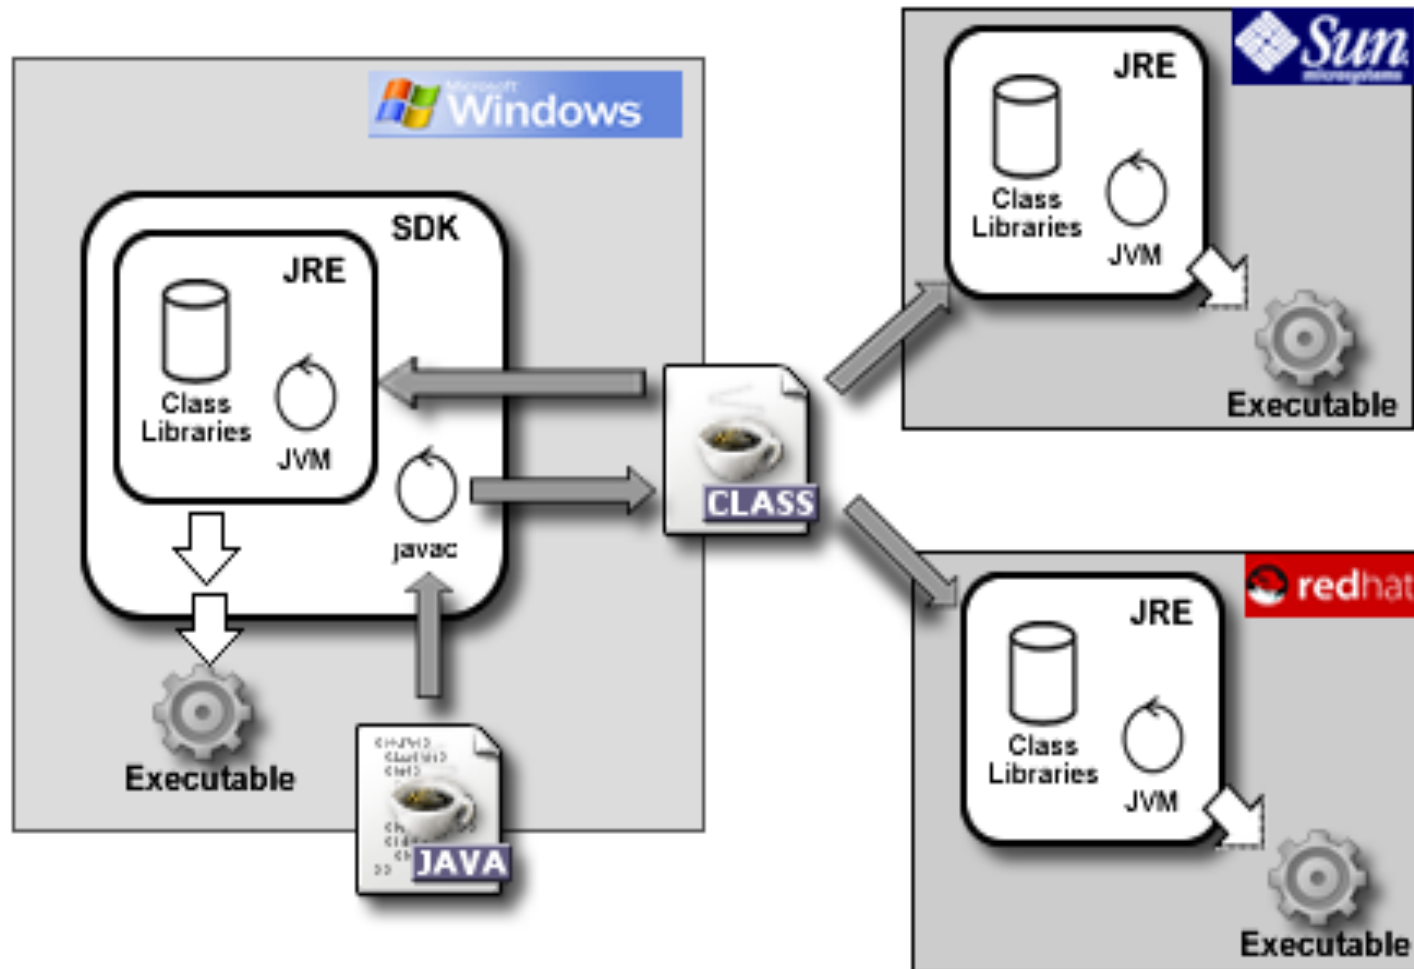 Microsoft
Windows
SDK
JRE
Class
Libraries
JVM
javac
Executable
JAVA
CLASS
Sun
microsystems
JRE
Class
Libraries
JVM
Executable
redhat
JRE
Class
Libraries
JVM
Executable